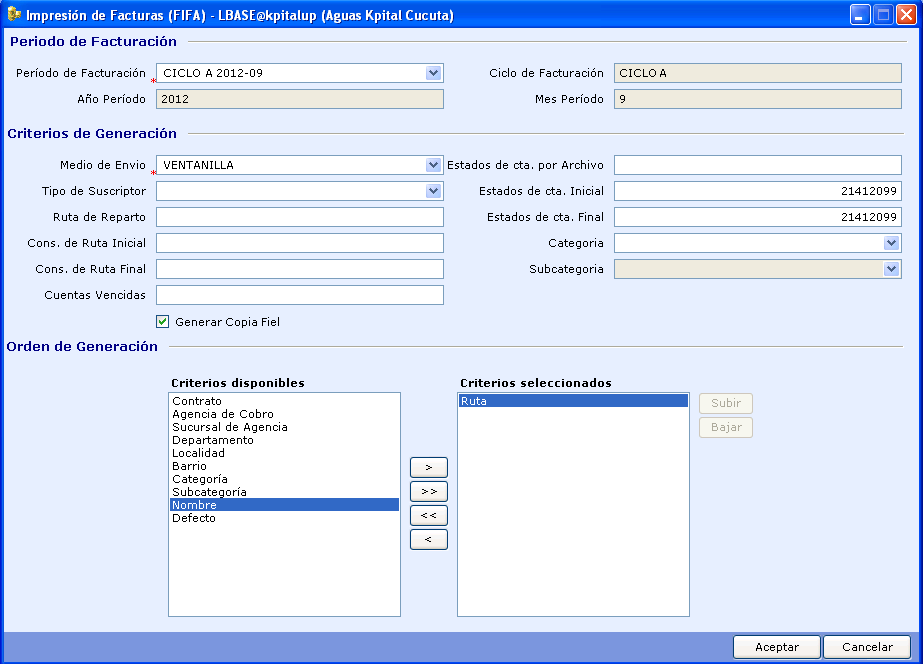 Impresión de Facturas (FIFA) - LBASE@kpitalup (Aguas Kpital Cucuta)
Periodo de Facturación
Período de Facturación CICLO A 2012-09 Ciclo de Facturación CICLO A
Año Período 2012 Mes Período 9
Criterios de Generación
Medio de Envio VENTANILLA Estados de cta. por Archivo
Tipo de Suscriptor Estados de cta. Inicial 21412099
Ruta de Reparto Estados de cta. Final 21412099
Cons. de Ruta Inicial Categoria
Cons. de Ruta Final Subcategoria
Cuentas Vencidas
Generar Copia Fiel
Orden de Generación
Criterios disponibles
Contrato
Agencia de Cobro
Sucursal de Agencia
Departamento
Localidad
Barrio
Categoría
Subcategoría
Nombre
Defecto
>
>>
<<
<
Criterios seleccionados
Ruta
Subir
Bajar
Aceptar Cancelar